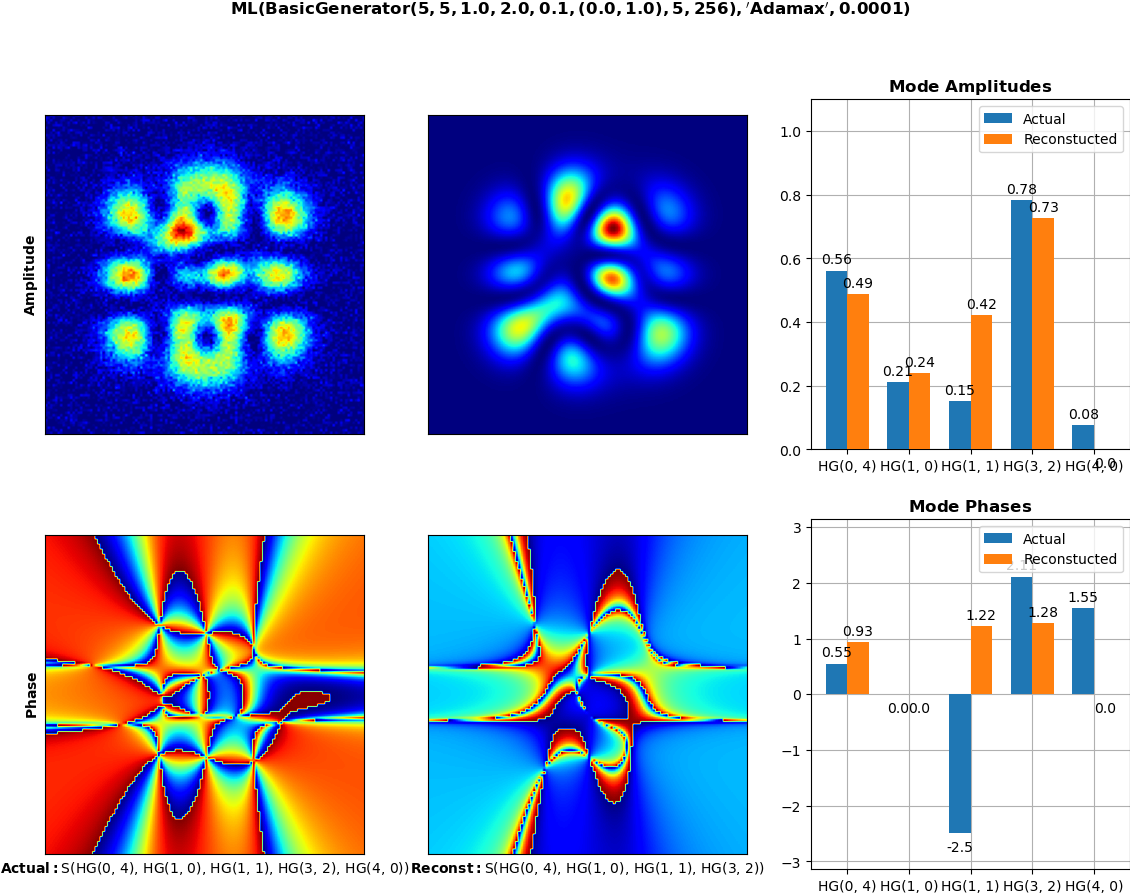 ML(BasicGenerator(5, 5, 1.0, 2.0, 0.1, (0.0, 1.0), 5, 256), ′Adamax′, 0.0001)
Amplitude
Mode Amplitudes
Actual
Reconstucted
1.0
0.8
0.6
0.4
0.2
0.0
0.56
0.49
0.21
0.24
0.15
0.42
0.78
0.73
0.08
0.0
HG(0, 4) HG(1, 0) HG(1, 1) HG(3, 2) HG(4, 0)
Phase
Mode Phases
Actual
Reconstucted
3
2
1
0
−1
−2
−3
0.55
0.93
0.0
0.0
-2.5
1.22
2.11
1.28
1.55
0.0
HG(0, 4) HG(1, 0) HG(1, 1) HG(3, 2) HG(4, 0)
Actual: S(HG(0, 4), HG(1, 0), HG(1, 1), HG(3, 2), HG(4, 0))
Reconst: S(HG(0, 4), HG(1, 0), HG(1, 1), HG(3, 2))